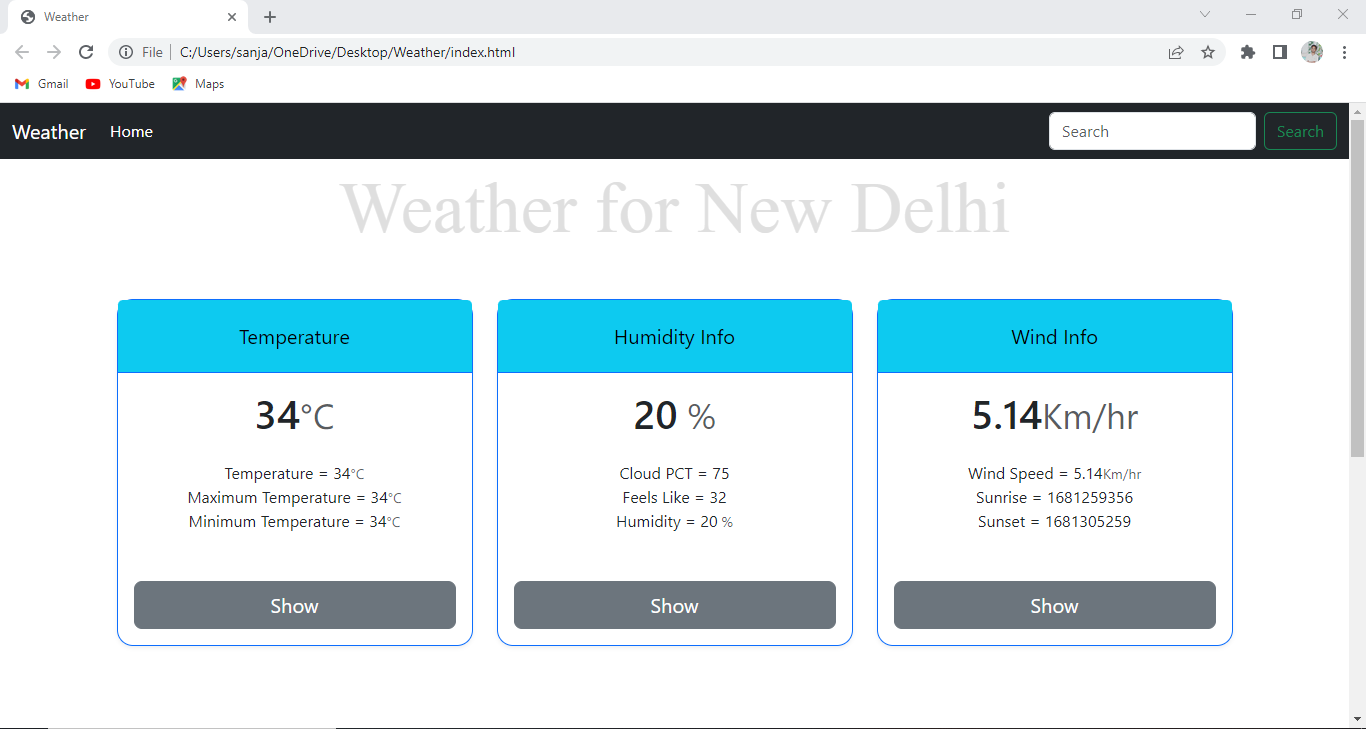 Weather
File C:/Users/sanja/OneDrive/Desktop/Weather/index.html
Gmail YouTube Maps
Weather Home Search Search
Weather for New Delhi
Temperature
34°C
Temperature = 34°C
Maximum Temperature = 34°C
Minimum Temperature = 34°C
Show
Humidity Info
20 %
Cloud PCT = 75
Feels Like = 32
Humidity = 20 %
Show
Wind Info
5.14Km/hr
Wind Speed = 5.14Km/hr
Sunrise = 1681259356
Sunset = 1681305259
Show